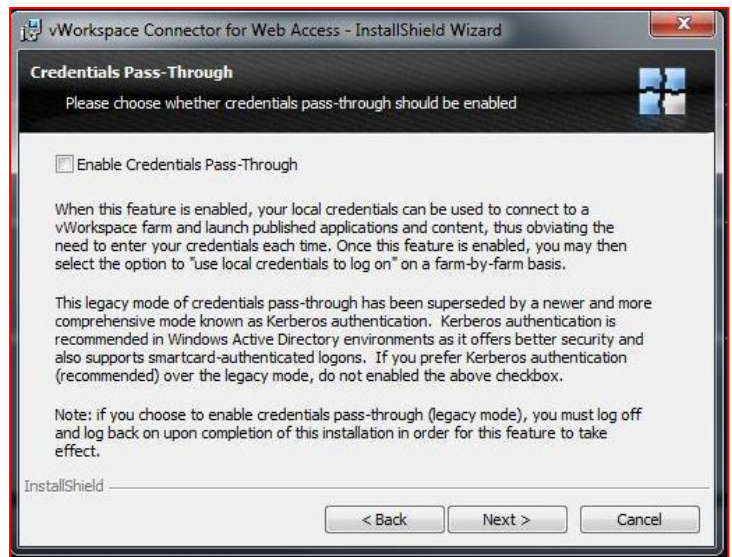 vWorkspace Connector for Web Access - InstallShield Wizard
Credentials Pass-Through
Please choose whether credentials pass-through should be enabled
Enable Credentials Pass-Through
When this feature is enabled, your local credentials can be used to connect to a
vWorkspace farm and launch published applications and content, thus obviating the
need to enter your credentials each time. Once this feature is enabled, you may then
select the option to "use local credentials to log on" on a farm-by-farm basis.
This legacy mode of credentials pass-through has been superseded by a newer and more
comprehensive mode known as Kerberos authentication. Kerberos authentication is
recommended in Windows Active Directory environments as it offers better security and
also supports smartcard-authenticated logons. If you prefer Kerberos authentication
(recommended) over the legacy mode, do not enabled the above checkbox.
Note: if you choose to enable credentials pass-through (legacy mode), you must log off
and log back on upon completion of this installation in order for this feature to take
effect.
InstallShield
< Back Next > Cancel